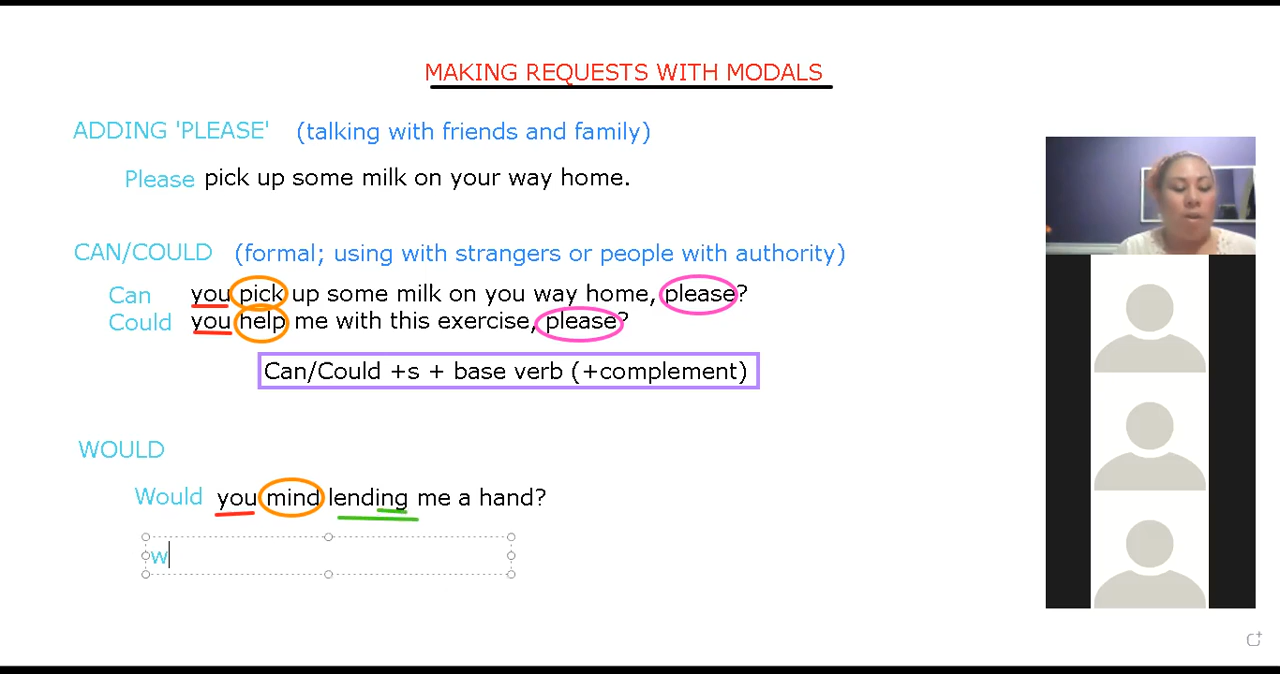 MAKING REQUESTS WITH MODALS
ADDING 'PLEASE' (talking with friends and family)
Please pick up some milk on your way home.
CAN/COULD (formal; using with strangers or people with authority)
Can you pick up some milk on you way home, please?
Could you help me with this exercise, please?
Can/Could +s + base verb (+complement)
WOULD
Would you mind lending me a hand?
w